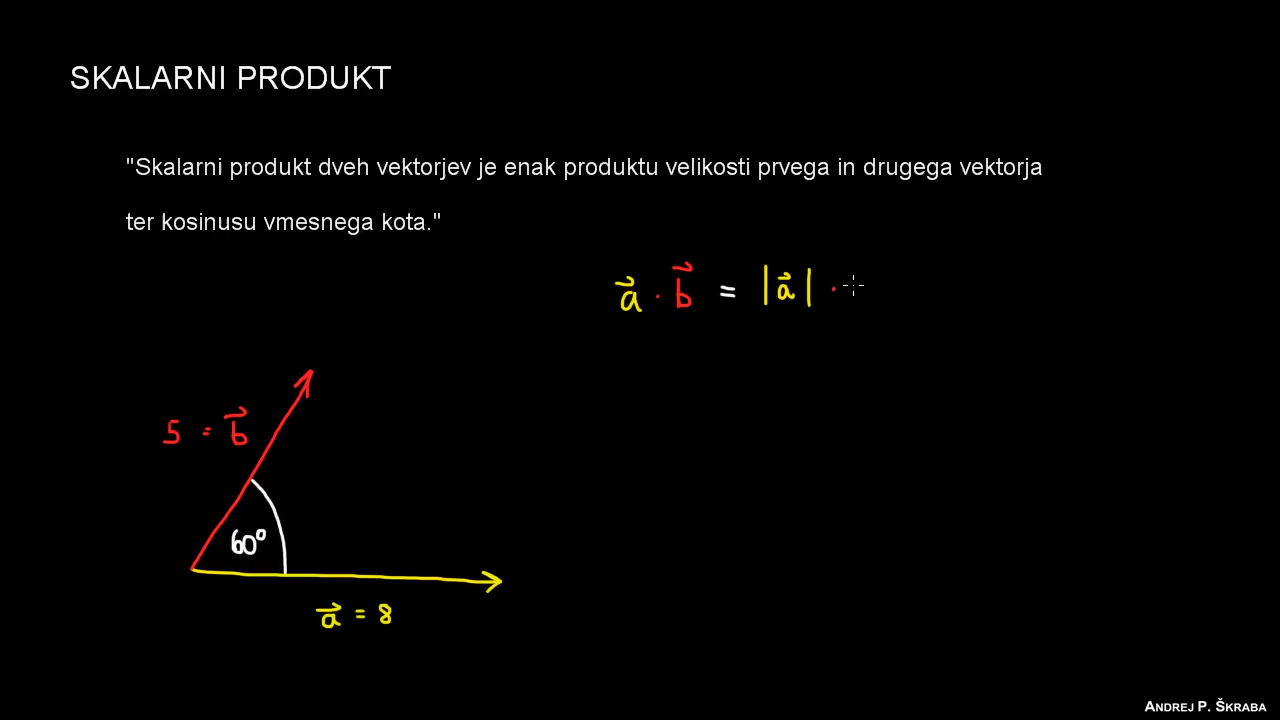 SKALARNI PRODUKT
"Skalarni produkt dveh vektorjev je enak produktu velikosti prvega in drugega vektorja
ter kosinusu vmesnega kota."
a⃗ · b⃗ = |a⃗| ·
5 = b⃗
60°
a⃗ = 8
ANDREJ P. ŠKRABA